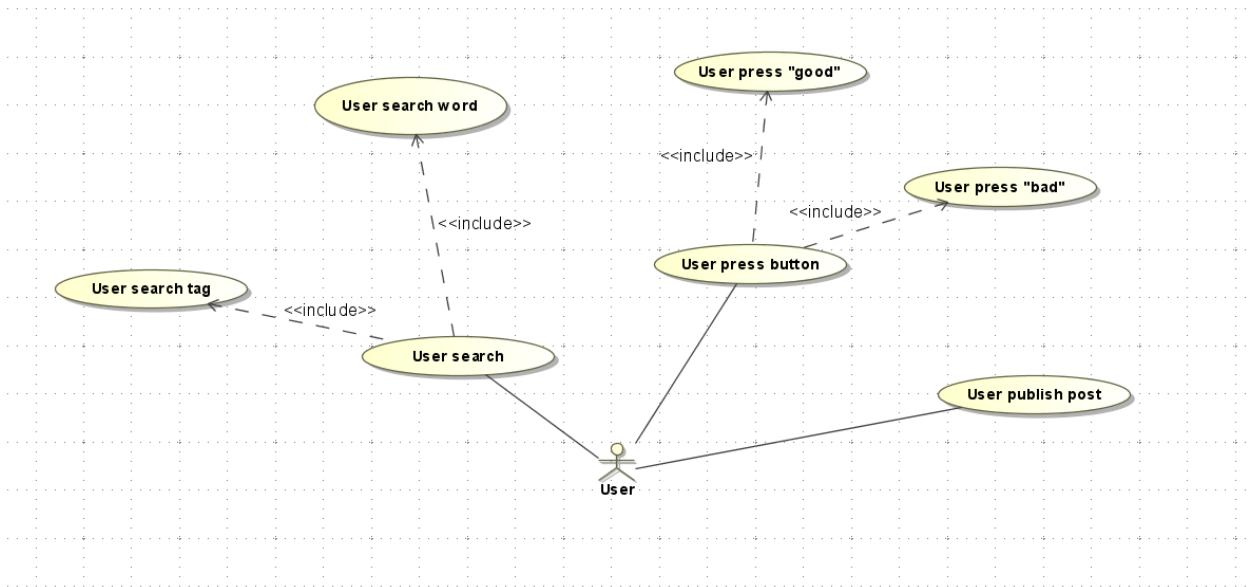 User press "good"
User search word
<<include>>
User press "bad"
<<include>>
<<include>>
User press button
User search tag
<<include>>
User search
User publish post
User